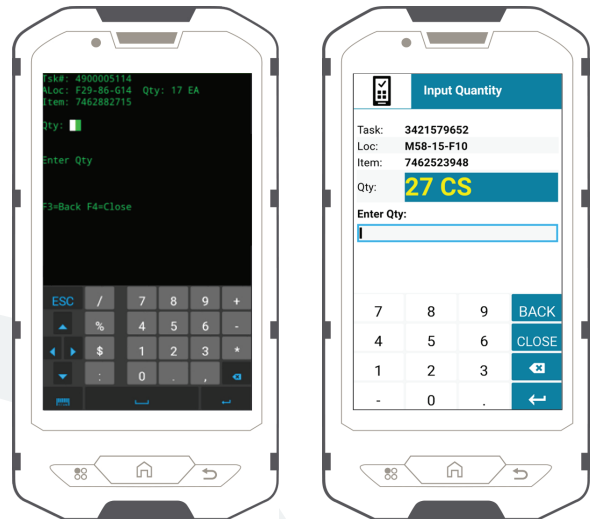 Tsk#: 4900005114
ALoc: F29-86-G14 Qty: 17 EA
Item: 7462882715
Qty:
Enter Qty
F3=Back F4=Close
ESC / 7 8 9 +
% 4 5 6 -
$ 1 2 3 *
: 0 . ,
Input Quantity
Task: 3421579652
Loc: M58-15-F10
Item: 7462523948
Qty: 27 CS
Enter Qty:
7 8 9 BACK
4 5 6 CLOSE
1 2 3
- 0 .